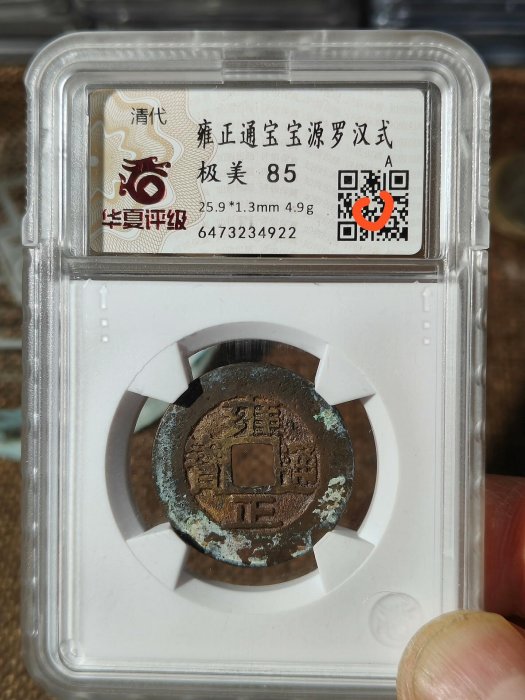 清代
华夏评级
雍正通宝宝源罗汉式
极美 85
A
25.9*1.3mm 4.9g
6473234922
雍
寳 通
正